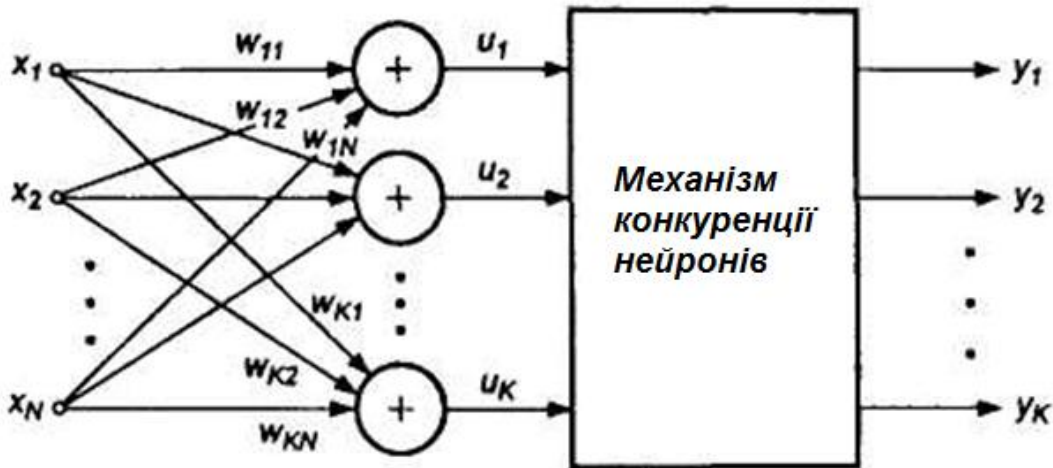 x1 w11 u1 y1
w12
w1N
x2 u2 Механізм y2
конкуренції
нейронів
wK1
wK2 uK
xN yK
wKN